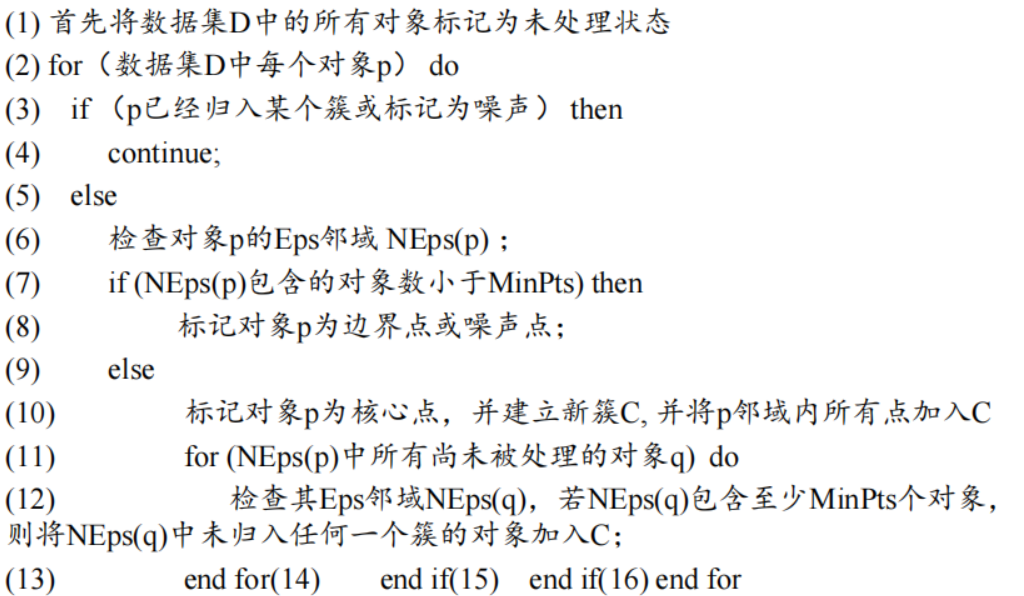 (1) 首先将数据集D中的所有对象标记为未处理状态
(2) for（数据集D中每个对象p） do
(3) if （p已经归入某个簇或标记为噪声） then
(4) continue;
(5) else
(6) 检查对象p的Eps邻域 NEps(p)；
(7) if (NEps(p)包含的对象数小于MinPts) then
(8) 标记对象p为边界点或噪声点；
(9) else
(10) 标记对象p为核心点，并建立新簇C, 并将p邻域内所有点加入C
(11) for (NEps(p)中所有尚未被处理的对象q) do
(12) 检查其Eps邻域NEps(q)，若NEps(q)包含至少MinPts个对象，
则将NEps(q)中未归入任何一个簇的对象加入C；
(13) end for(14) end if(15) end if(16) end for